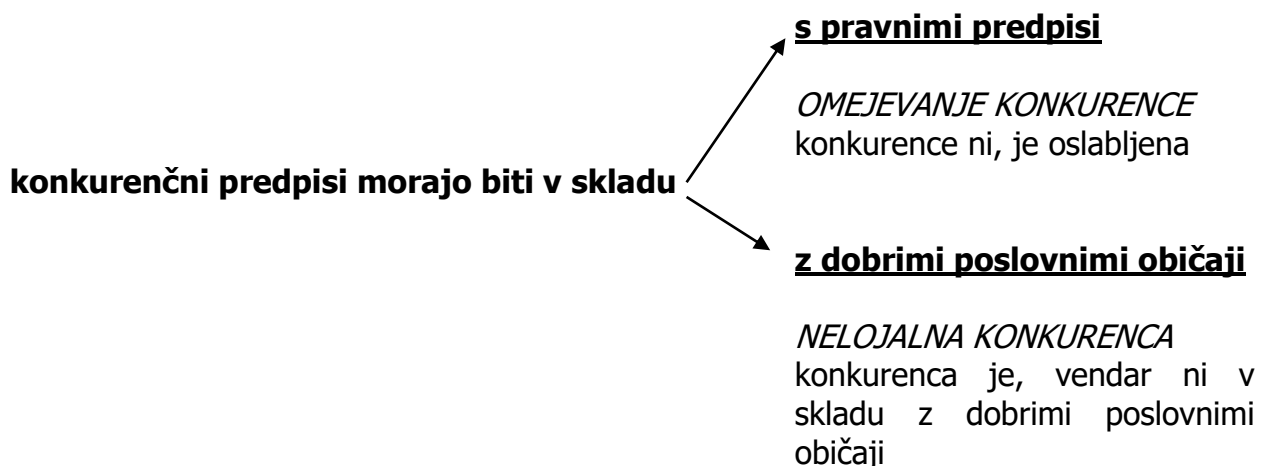 s pravnimi predpisi
OMEJEVANJE KONKURENCE
konkurence ni, je oslabljena
konkurenčni predpisi morajo biti v skladu
z dobrimi poslovnimi običaji
NELOJALNA KONKURENCA
konkurenca je, vendar ni v
skladu z dobrimi poslovnimi
običaji